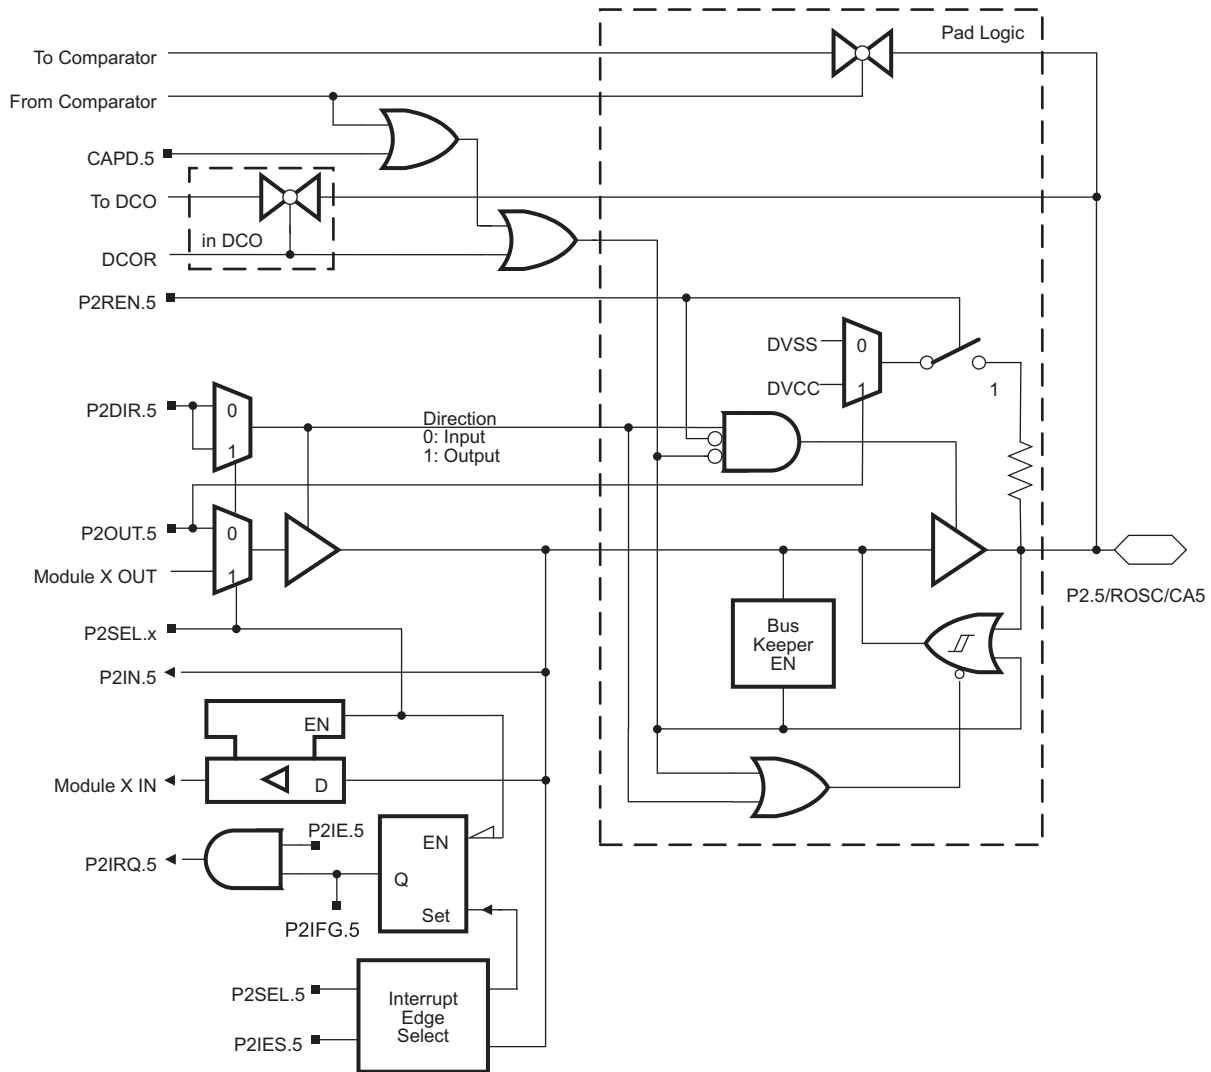 Pad Logic
To Comparator
From Comparator
CAPD.5
To DCO
in DCO
DCOR
P2REN.5
DVSS
0
DVCC
1
1
P2DIR.5
0
1
Direction
0: Input
1: Output
P2OUT.5
0
Module X OUT
1
P2.5/ROSC/CA5
P2SEL.x
Bus
Keeper
EN
P2IN.5
EN
Module X IN
D
P2IE.5
EN
P2IRQ.5
Q
Set
P2IFG.5
P2SEL.5
Interrupt
Edge
Select
P2IES.5